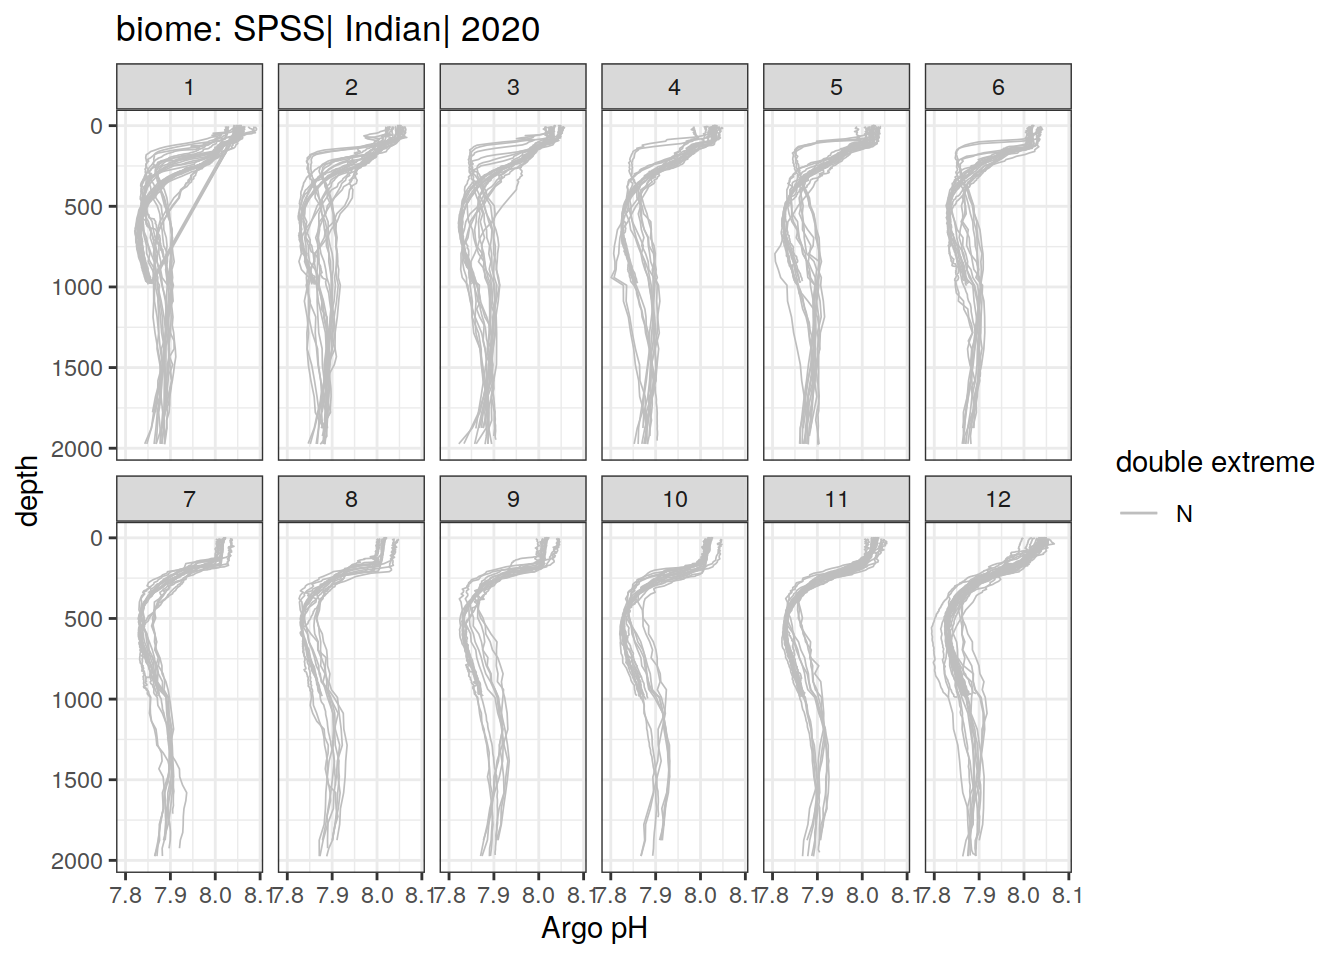 biome: SPSS| Indian| 2020
1 2 3 4 5 6
0
500
1000
1500
2000
depth
7 8 9 10 11 12
0
500
1000
1500
2000
7.8 7.9 8.0 8.1 7.8 7.9 8.0 8.1 7.8 7.9 8.0 8.1 7.8 7.9 8.0 8.1 7.8 7.9 8.0 8.1 7.8 7.9 8.0 8.1
Argo pH
double extreme
N